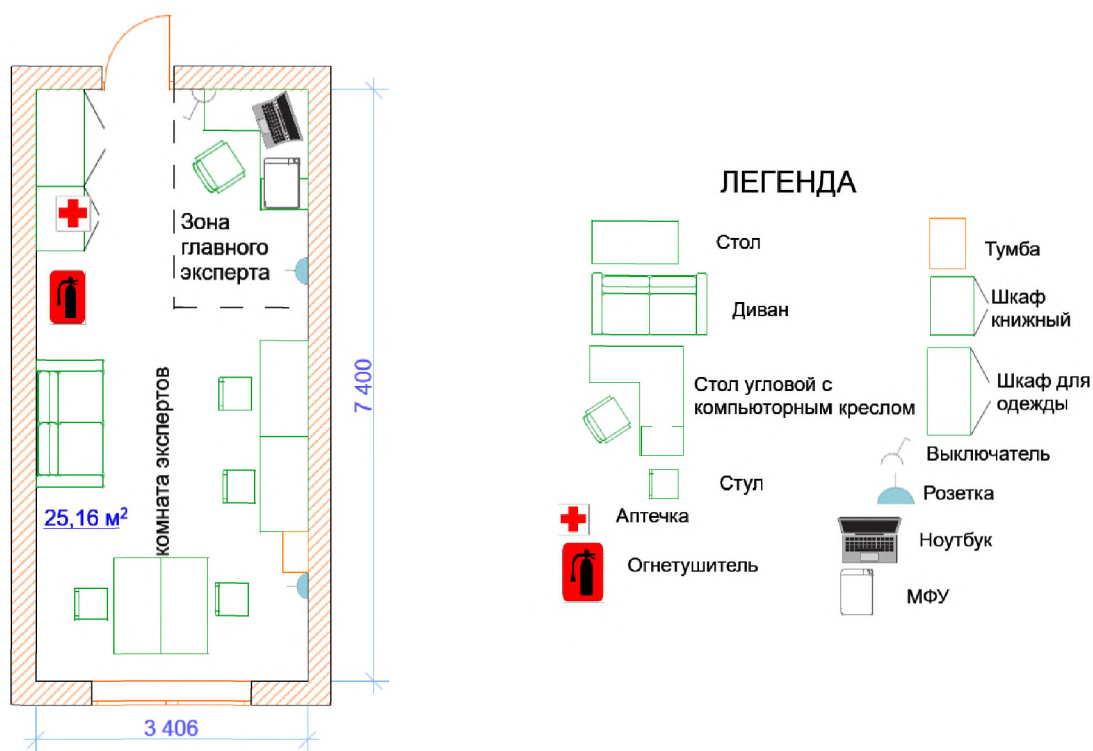 Зона
главного
эксперта
комната экспертов
25,16 м²
7 400
3 406
ЛЕГЕНДА
Стол
Диван
Стол угловой с
компьюторным креслом
Стул
Аптечка
Огнетушитель
Тумба
Шкаф
книжный
Шкаф для
одежды
Выключатель
Розетка
Ноутбук
МФУ